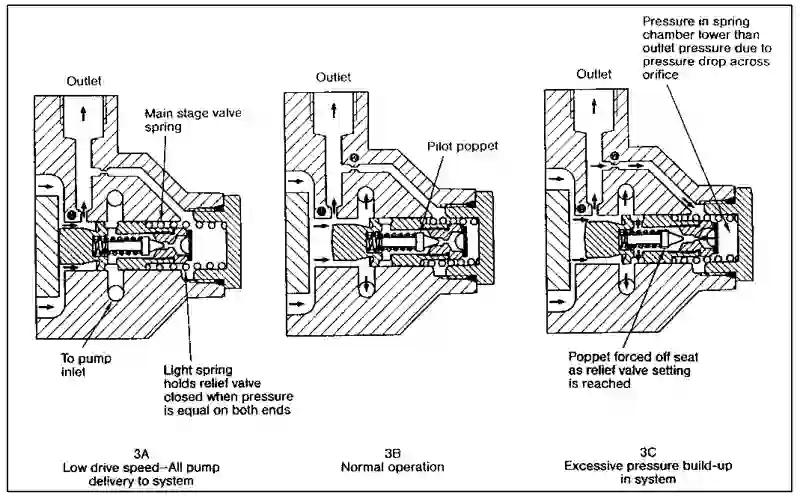 Pressure in spring
chamber lower than
outlet pressure due to
pressure drop across
orifice
Outlet
Main stage valve
spring
To pump
inlet
Light spring
holds relief valve
closed when pressure
is equal on both ends
3A
Low drive speed–All pump
delivery to system
Outlet
Pilot poppet
3B
Normal operation
Outlet
Poppet forced off seat
as relief valve setting
is reached
3C
Excessive pressure build-up
in system